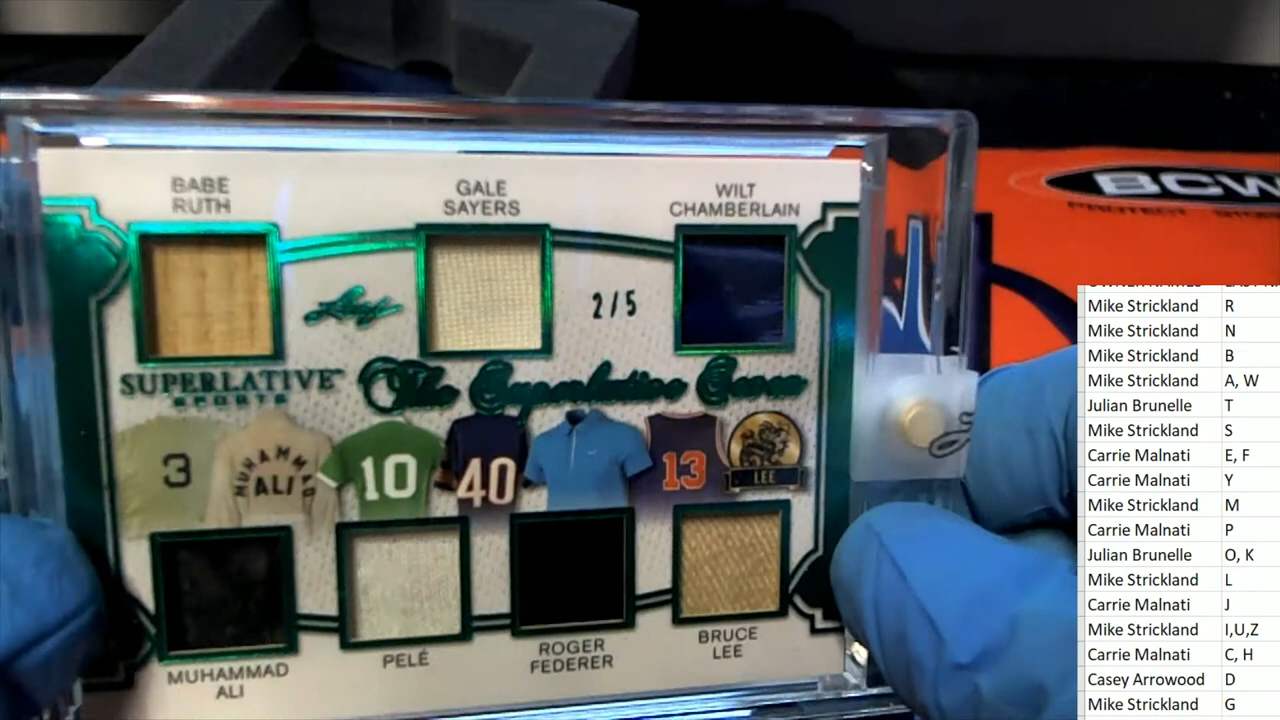 BABE
RUTH
GALE
SAYERS
WILT
CHAMBERLAIN
Leaf
2/5
SUPERLATIVE
SPORTS
The Superlative Seven
3
MUHAMMAD
ALI
10
40
13
LEE
MUHAMMAD
ALI
PELÉ
ROGER
FEDERER
BRUCE
LEE
BCW
Mike Strickland R
Mike Strickland N
Mike Strickland B
Mike Strickland A, W
Julian Brunelle T
Mike Strickland S
Carrie Malnati E, F
Carrie Malnati Y
Mike Strickland M
Carrie Malnati P
Julian Brunelle O, K
Mike Strickland L
Carrie Malnati J
Mike Strickland I,U,Z
Carrie Malnati C, H
Casey Arrowood D
Mike Strickland G